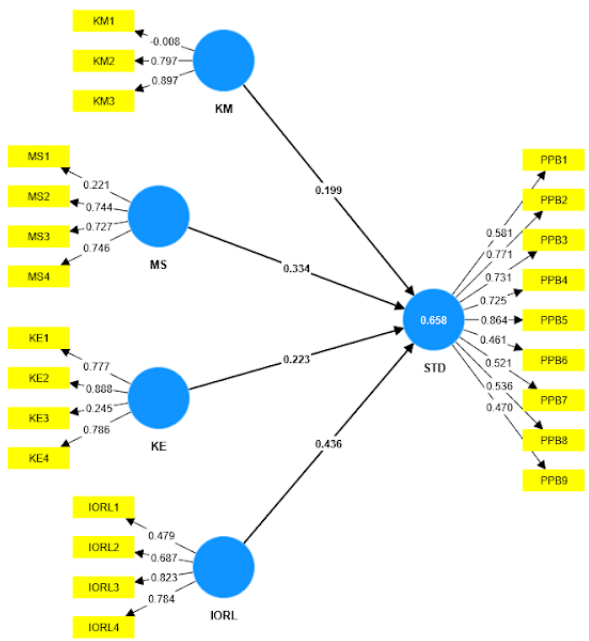 KM1
KM2
KM3
-0.008
0.797
0.897
KM
0.199
MS1
MS2
MS3
MS4
0.221
0.744
0.727
0.746
MS
0.334
KE1
KE2
KE3
KE4
0.777
0.888
0.245
0.786
KE
0.223
IORL1
IORL2
IORL3
IORL4
0.479
0.687
0.823
0.784
IORL
0.436
0.658
STD
0.581
0.771
0.731
0.725
0.864
0.461
0.521
0.536
0.470
PPB1
PPB2
PPB3
PPB4
PPB5
PPB6
PPB7
PPB8
PPB9